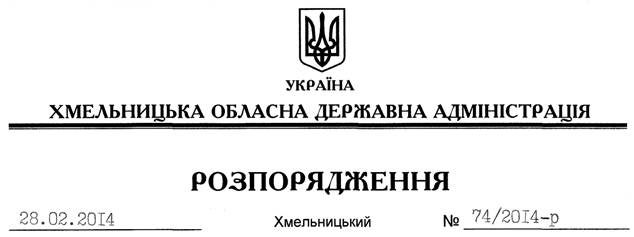 УКРАЇНА
ХМЕЛЬНИЦЬКА ОБЛАСНА ДЕРЖАВНА АДМІНІСТРАЦІЯ
РОЗПОРЯДЖЕННЯ
28.02.2014 Хмельницький № 74/2014-р